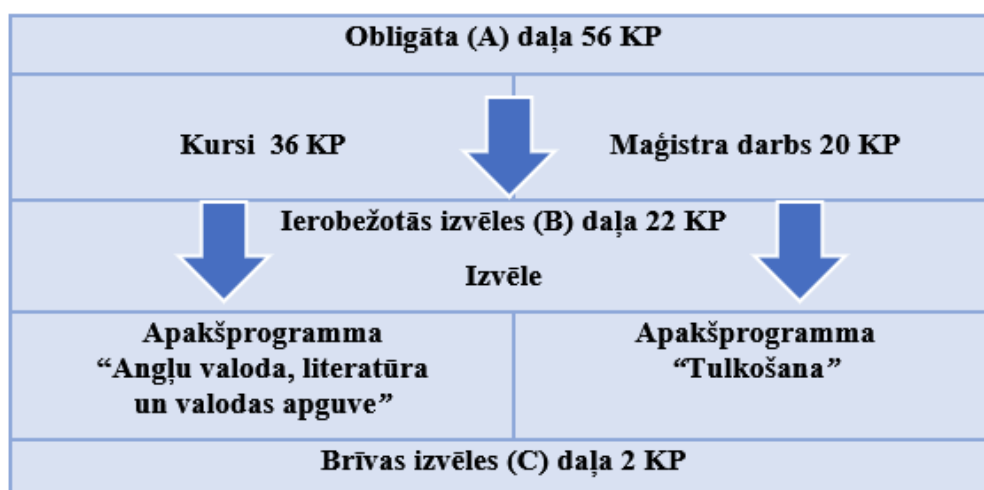 Obligāta (A) daļa 56 KP
Kursi 36 KP
Maģistra darbs 20 KP
Ierobežotās izvēles (B) daļa 22 KP
Izvēle
Apakšprogramma
“Angļu valoda, literatūra
un valodas apguve”
Apakšprogramma
“Tulkošana”
Brīvas izvēles (C) daļa 2 KP